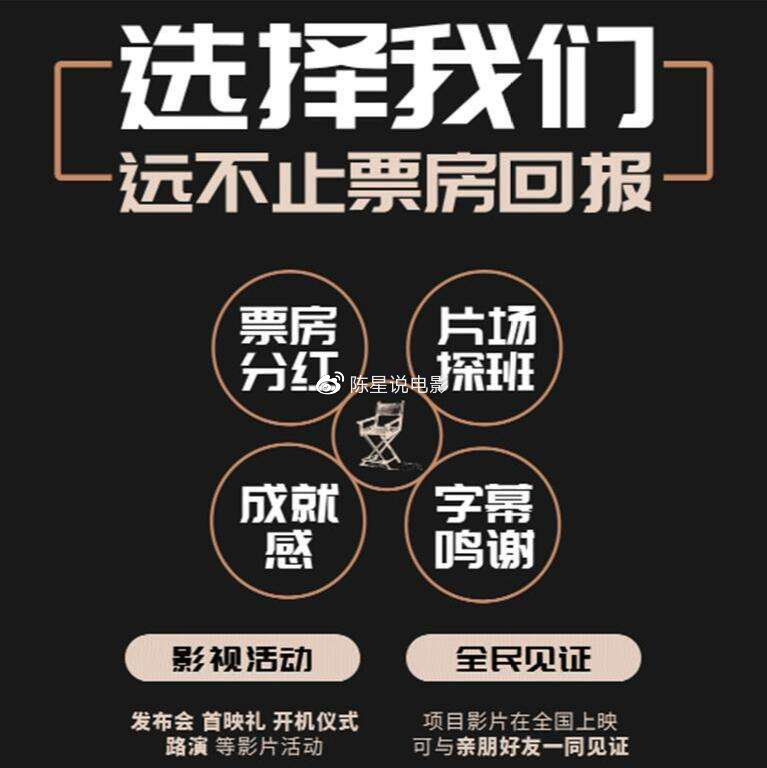 选择我们
远不止票房回报
票房
分红
片场
探班
陈星说电影
成就
感
字幕
鸣谢
影视活动
全民见证
发布会 首映礼 开机仪式
路演 等影片活动
项目影片在全国上映
可与亲朋好友一同见证